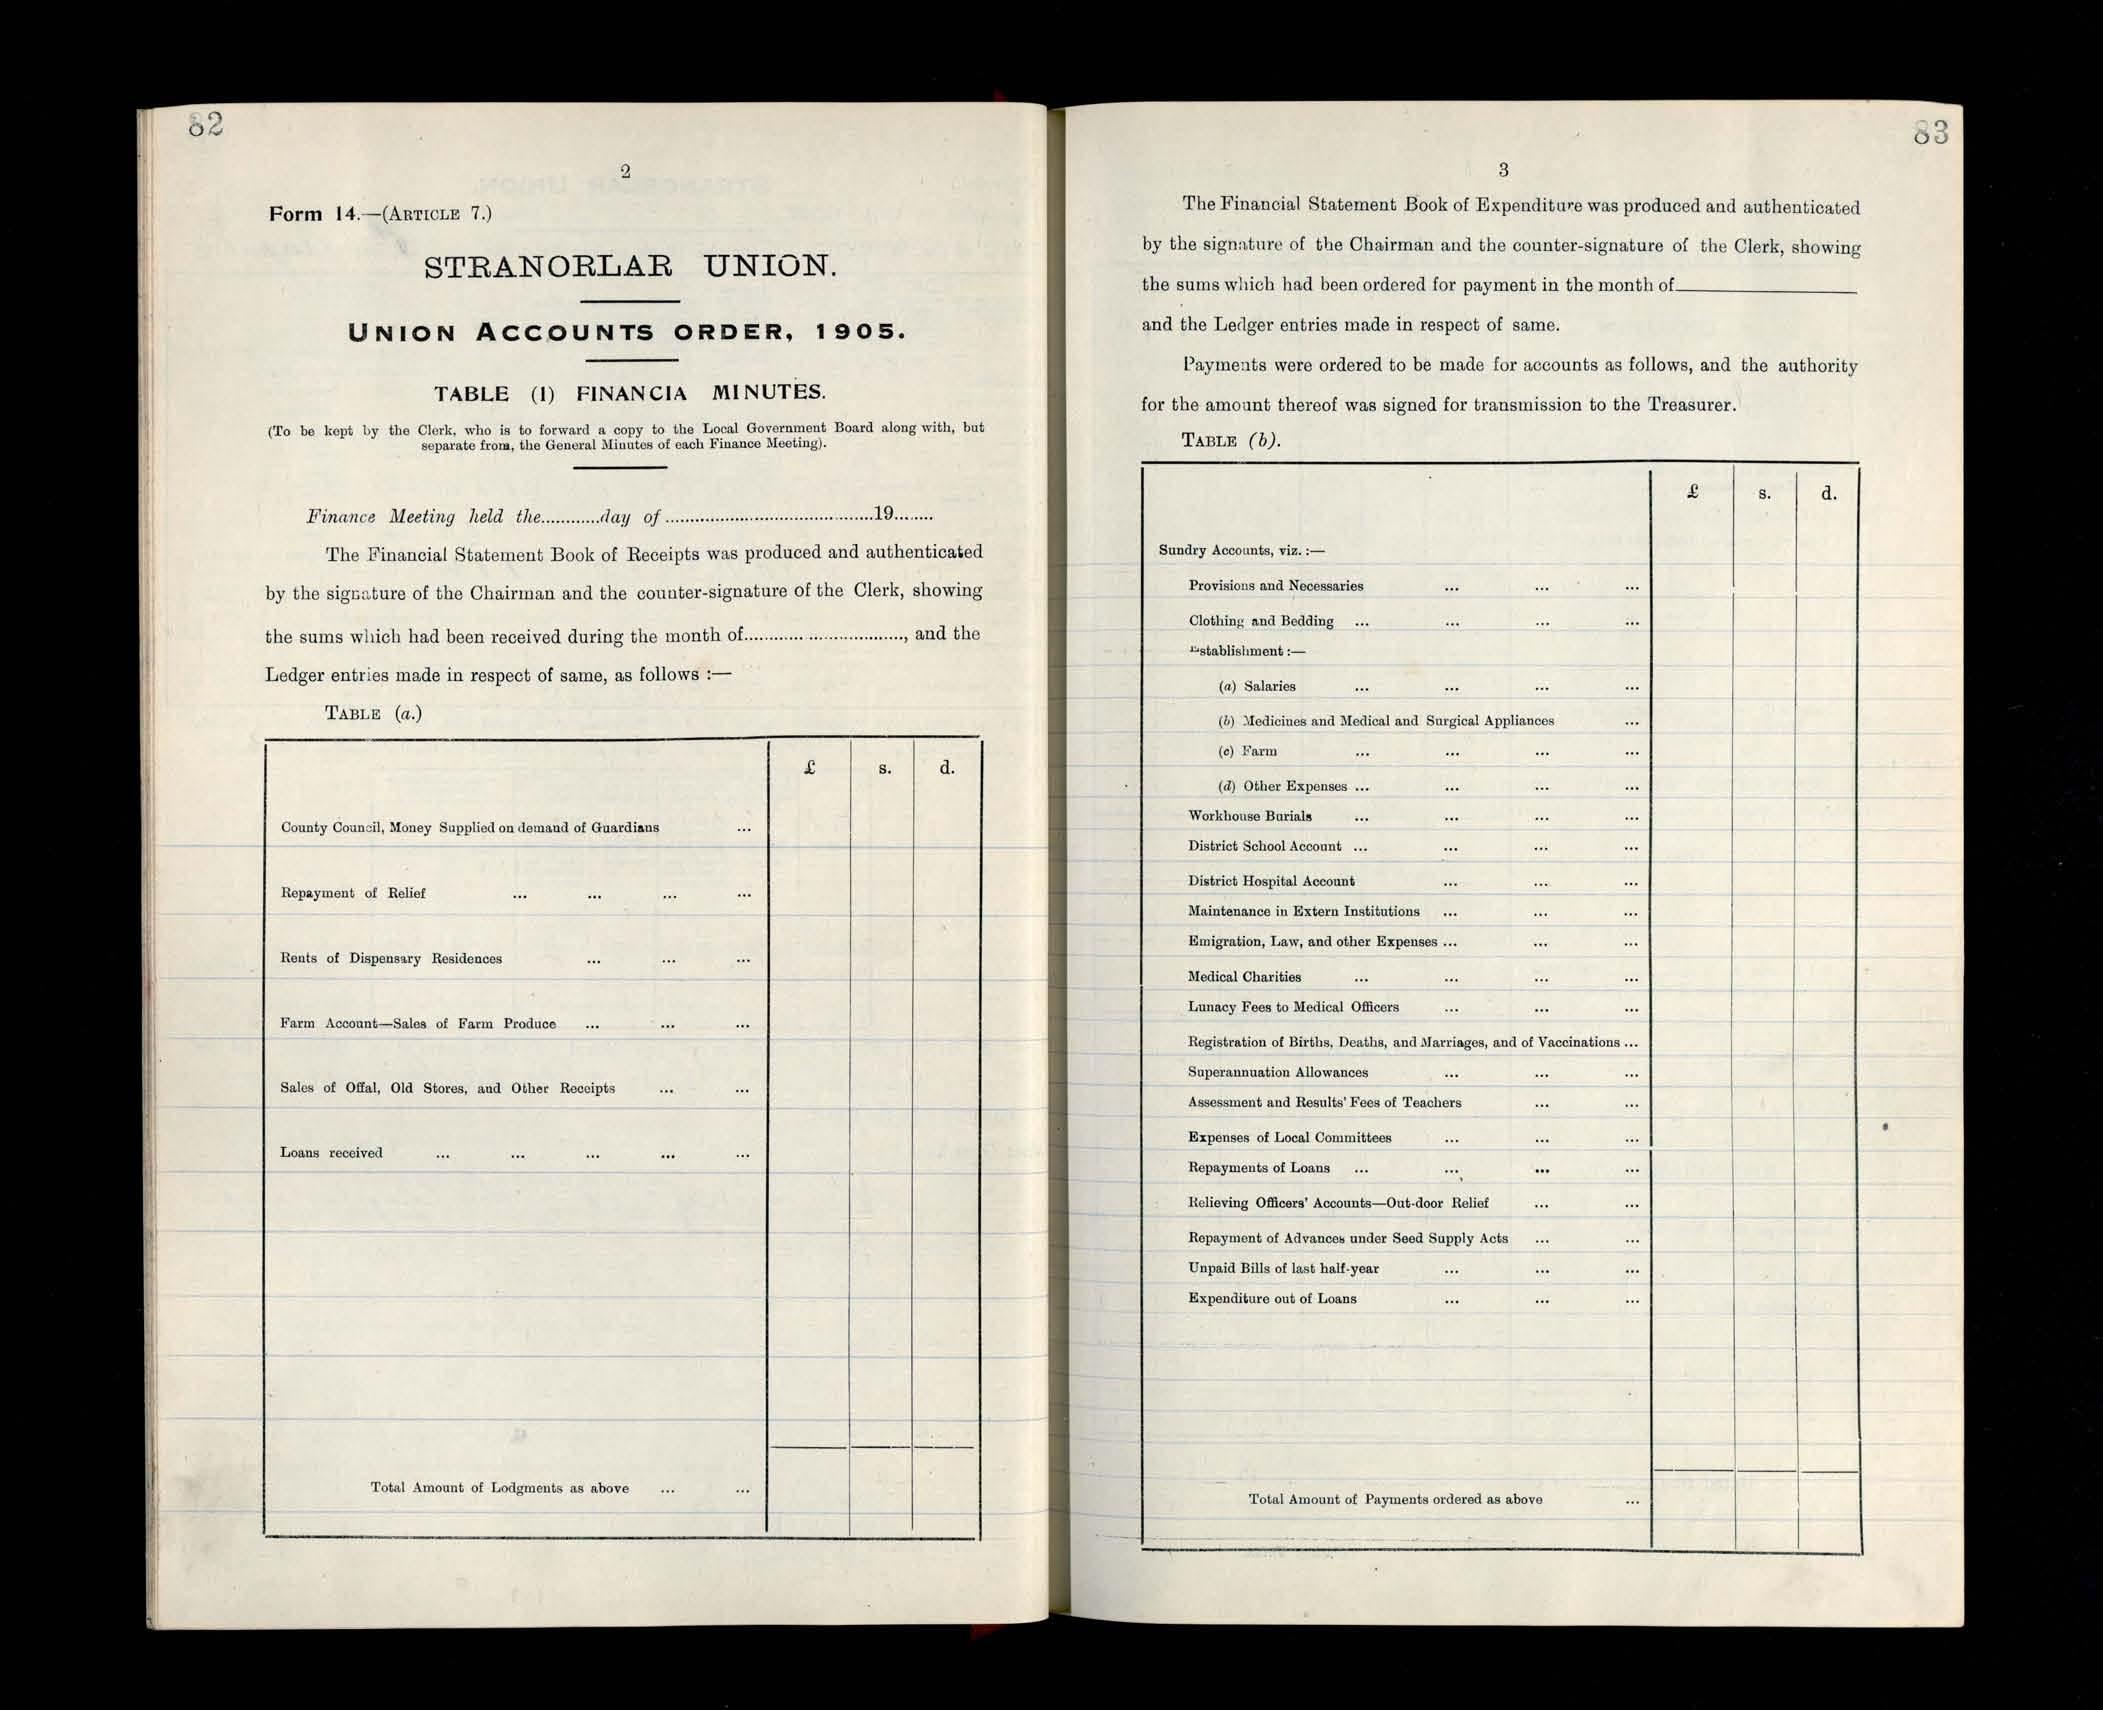 82
2
Form 14.—(ARTICLE 7.)
STRANORLAR UNION.
UNION ACCOUNTS ORDER, 1905.
TABLE (1) FINANCIA MINUTES.
(To be kept by the Clerk, who is to forward a copy to the Local Government Board along with, but
separate from, the General Minutes of each Finance Meeting).
Finance Meeting held the............day of ..........................................19........
The Financial Statement Book of Receipts was produced and authenticated
by the signature of the Chairman and the counter-signature of the Clerk, showing
the sums which had been received during the month of................................, and the
Ledger entries made in respect of same, as follows :—
TABLE (a.)
£ s. d.
County Council, Money Supplied on demand of Guardians ...
Repayment of Relief ... ... ... ...
Rents of Dispensary Residences ... ... ...
Farm Account—Sales of Farm Produce ... ... ...
Sales of Offal, Old Stores, and Other Receipts ... ...
Loans received ... ... ... ... ...
Total Amount of Lodgments as above ... ...
83
3
The Financial Statement Book of Expenditure was produced and authenticated
by the signature of the Chairman and the counter-signature of the Clerk, showing
the sums which had been ordered for payment in the month of
and the Ledger entries made in respect of same.
Payments were ordered to be made for accounts as follows, and the authority
for the amount thereof was signed for transmission to the Treasurer.
TABLE (b).
£ s. d.
Sundry Accounts, viz. :—
Provisions and Necessaries ... ... ...
Clothing and Bedding ... ... ... ...
Establishment :—
(a) Salaries ... ... ... ...
(b) Medicines and Medical and Surgical Appliances ...
(c) Farm ... ... ... ...
(d) Other Expenses ... ... ... ...
Workhouse Burials ... ... ... ...
District School Account ... ... ... ...
District Hospital Account ... ... ...
Maintenance in Extern Institutions ... ... ...
Emigration, Law, and other Expenses ... ... ...
Medical Charities ... ... ... ...
Lunacy Fees to Medical Officers ... ... ...
Registration of Births, Deaths, and Marriages, and of Vaccinations ...
Superannuation Allowances ... ... ...
Assessment and Results' Fees of Teachers ... ...
Expenses of Local Committees ... ... ...
Repayments of Loans ... ... ... ...
Relieving Officers' Accounts—Out-door Relief ... ...
Repayment of Advances under Seed Supply Acts ... ...
Unpaid Bills of last half-year ... ... ...
Expenditure out of Loans ... ... ...
Total Amount of Payments ordered as above ...